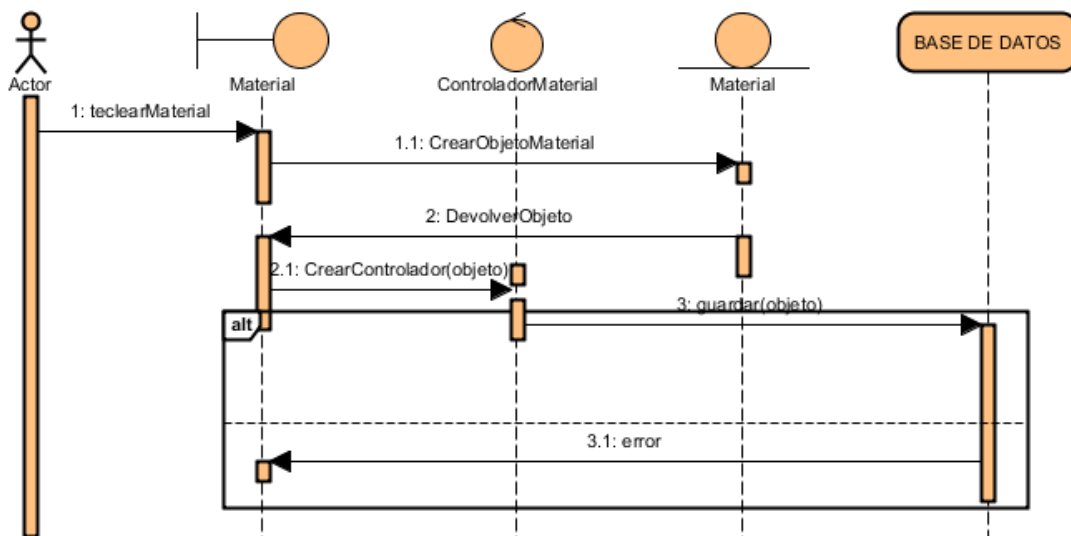 BASE DE DATOS
Actor
Material
ControladorMaterial
Material
1: teclearMaterial
1.1: CrearObjetoMaterial
2: DevolverObjeto
2.1: CrearControlador(objeto)
3: guardar(objeto)
alt
3.1: error